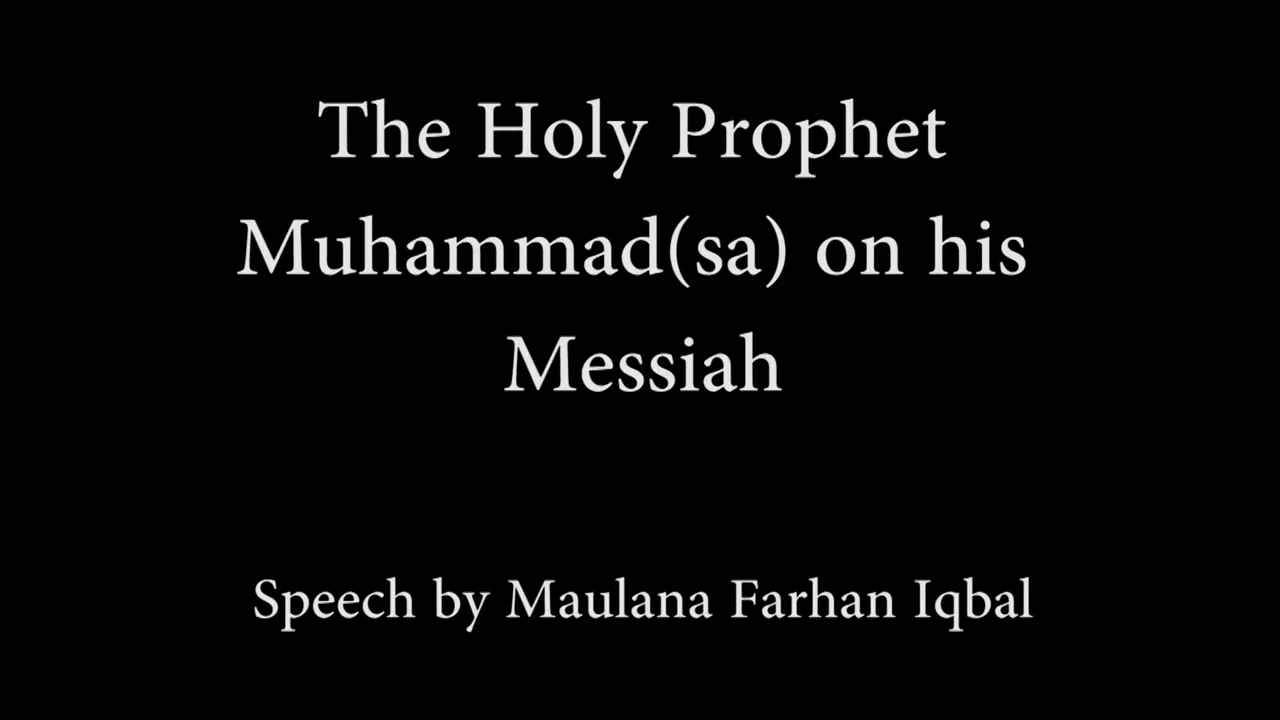 The Holy Prophet
Muhammad(sa) on his
Messiah
Speech by Maulana Farhan Iqbal